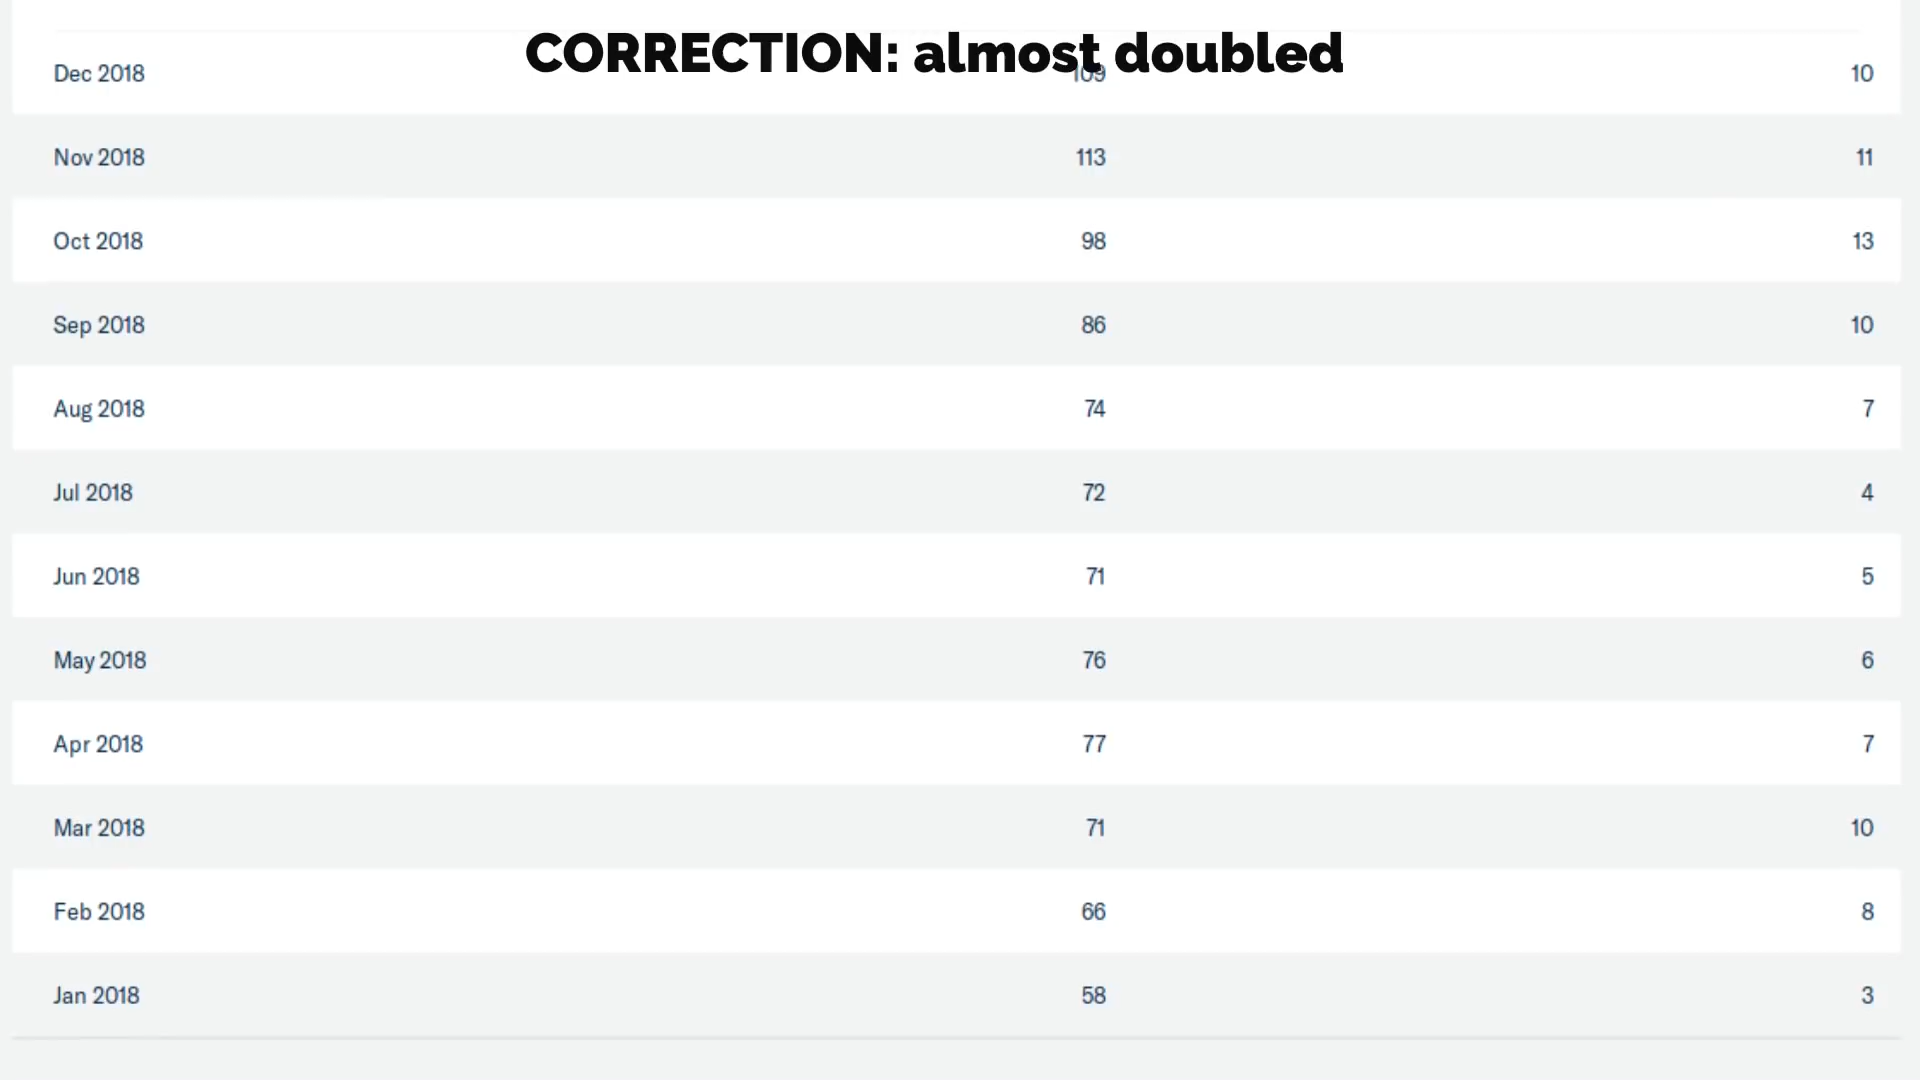 CORRECTION: almost doubled
Dec 2018 109 10
Nov 2018 113 11
Oct 2018 98 13
Sep 2018 86 10
Aug 2018 74 7
Jul 2018 72 4
Jun 2018 71 5
May 2018 76 6
Apr 2018 77 7
Mar 2018 71 10
Feb 2018 66 8
Jan 2018 58 3